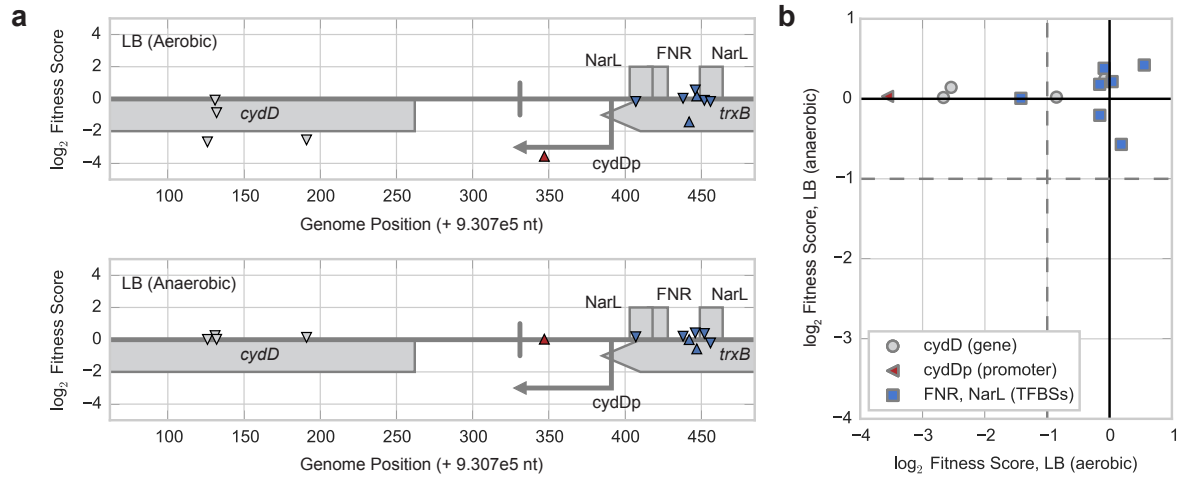 a
LB (Aerobic)
log2 Fitness Score
4
2
0
−2
−4
NarL
FNR
NarL
cydD
trxB
cydDp
100
150
200
250
300
350
400
450
Genome Position (+ 9.307e5 nt)
LB (Anaerobic)
log2 Fitness Score
4
2
0
−2
−4
NarL
FNR
NarL
cydD
trxB
cydDp
100
150
200
250
300
350
400
450
Genome Position (+ 9.307e5 nt)
b
log2 Fitness Score, LB (anaerobic)
1
0
−1
−2
−3
−4
cydD (gene)
cydDp (promoter)
FNR, NarL (TFBSs)
−4
−3
−2
−1
0
1
log2 Fitness Score, LB (aerobic)